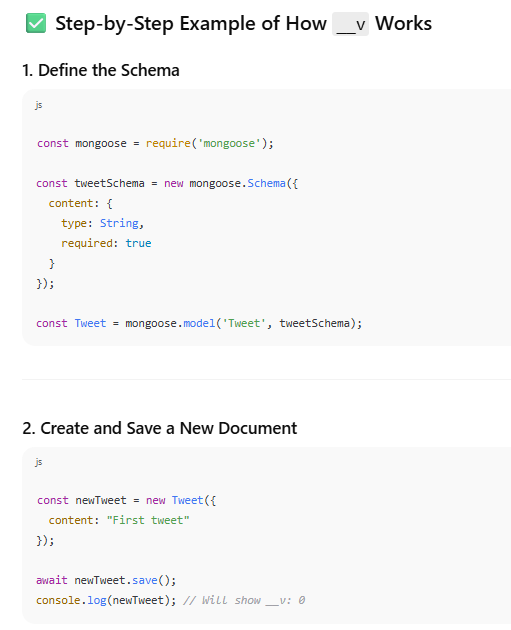 ✅ Step-by-Step Example of How __v Works
1. Define the Schema
js
const mongoose = require('mongoose');
const tweetSchema = new mongoose.Schema({
  content: {
    type: String,
    required: true
  }
});
const Tweet = mongoose.model('Tweet', tweetSchema);
2. Create and Save a New Document
js
const newTweet = new Tweet({
  content: "First tweet"
});
await newTweet.save();
console.log(newTweet); // Will show __v: 0